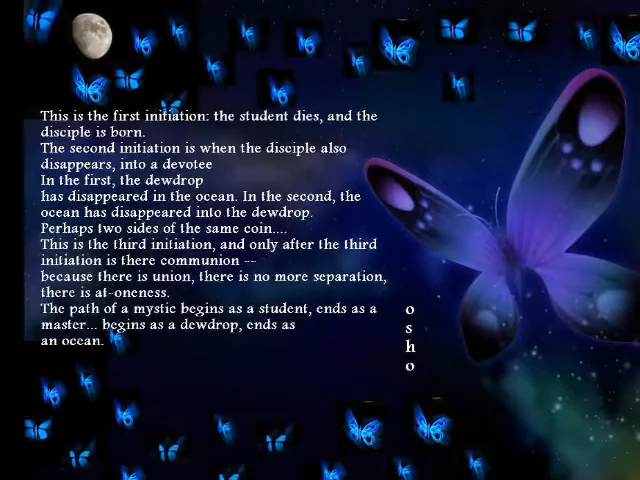 This is the first initiation: the student dies, and the
disciple is born.
The second initiation is when the disciple also
disappears, into a devotee
In the first, the dewdrop
has disappeared in the ocean. In the second, the
ocean has disappeared into the dewdrop.
Perhaps two sides of the same coin....
This is the third initiation, and only after the third
initiation is there communion --
because there is union, there is no more separation,
there is at-oneness.
The path of a mystic begins as a student, ends as a
master... begins as a dewdrop, ends as
an ocean.
o
s
h
o